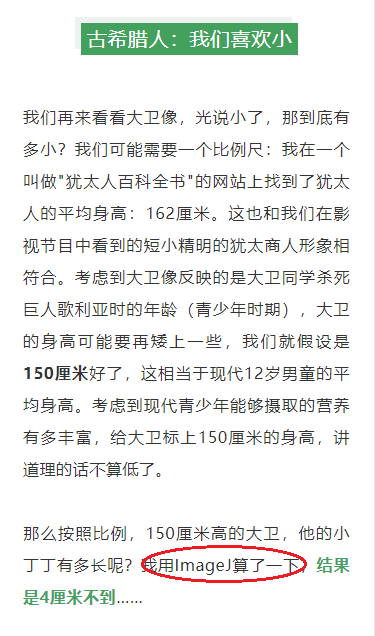 古希腊人：我们喜欢小
我们再来看看大卫像，光说小了，那到底有
多小？我们可能需要一个比例尺：我在一个
叫做"犹太人百科全书"的网站上找到了犹太
人的平均身高：162厘米。这也和我们在影
视节目中看到的短小精明的犹太商人形象相
符合。考虑到大卫像反映的是大卫同学杀死
巨人歌利亚时的年龄（青少年时期），大卫
的身高可能要再矮上一些，我们就假设是
150厘米好了，这相当于现代12岁男童的平
均身高。考虑到现代青少年能够摄取的营养
有多丰富，给大卫标上150厘米的身高，讲
道理的话不算低了。
那么按照比例，150厘米高的大卫，他的小
丁丁有多长呢？我用ImageJ算了一下，结果
是4厘米不到……